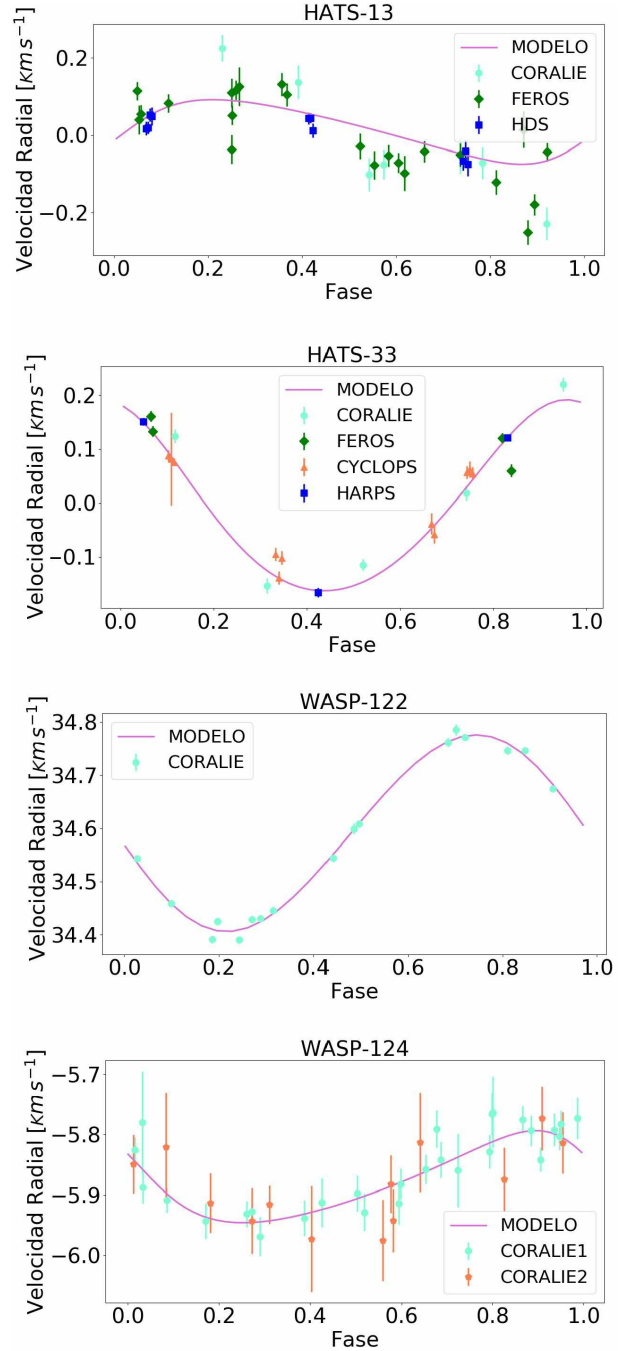 HATS-13
Velocidad Radial [kms⁻¹]
0.2
0.0
−0.2
MODELO
CORALIE
FEROS
HDS
0.0 0.2 0.4 0.6 0.8 1.0
Fase
HATS-33
Velocidad Radial [kms⁻¹]
0.2
0.1
0.0
−0.1
MODELO
CORALIE
FEROS
CYCLOPS
HARPS
0.0 0.2 0.4 0.6 0.8 1.0
Fase
WASP-122
Velocidad Radial [kms⁻¹]
34.8
34.7
34.6
34.5
34.4
MODELO
CORALIE
0.0 0.2 0.4 0.6 0.8 1.0
Fase
WASP-124
Velocidad Radial [kms⁻¹]
−5.7
−5.8
−5.9
−6.0
MODELO
CORALIE1
CORALIE2
0.0 0.2 0.4 0.6 0.8 1.0
Fase